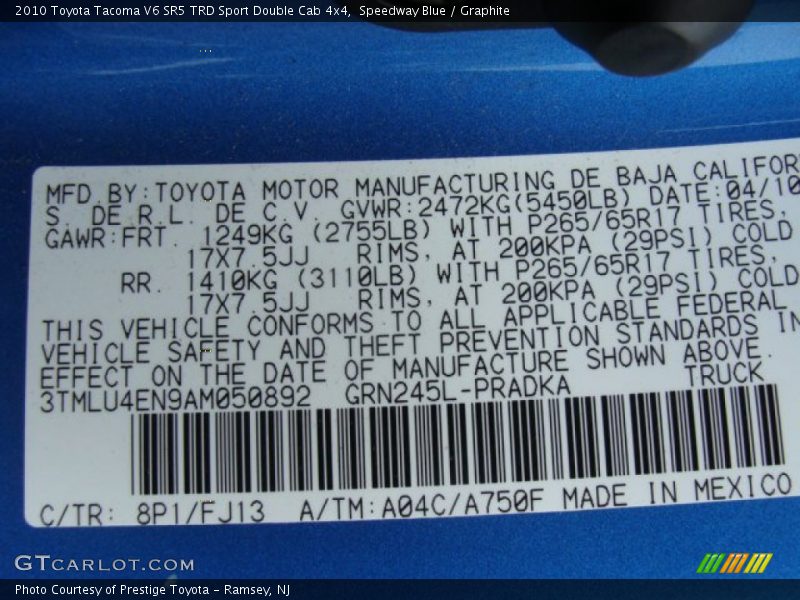 2010 Toyota Tacoma V6 SR5 TRD Sport Double Cab 4x4, Speedway Blue / Graphite
MFD.BY:TOYOTA MOTOR MANUFACTURING DE BAJA CALIFOR
S. DE R.L. DE C.V. GVWR:2472KG(5450LB) DATE:04/10
GAWR:FRT. 1249KG (2755LB) WITH P265/65R17 TIRES,
17X7.5JJ RIMS, AT 200KPA (29PSI) COLD
RR. 1410KG (3110LB) WITH P265/65R17 TIRES,
17X7.5JJ RIMS, AT 200KPA (29PSI) COLD
THIS VEHICLE CONFORMS TO ALL APPLICABLE FEDERAL
VEHICLE SAFETY AND THEFT PREVENTION STANDARDS IN
EFFECT ON THE DATE OF MANUFACTURE SHOWN ABOVE.
3TMLU4EN9AM050892 GRN245L-PRADKA TRUCK
C/TR: 8P1/FJ13 A/TM:A04C/A750F MADE IN MEXICO
GTCARLOT.COM
Photo Courtesy of Prestige Toyota - Ramsey, NJ